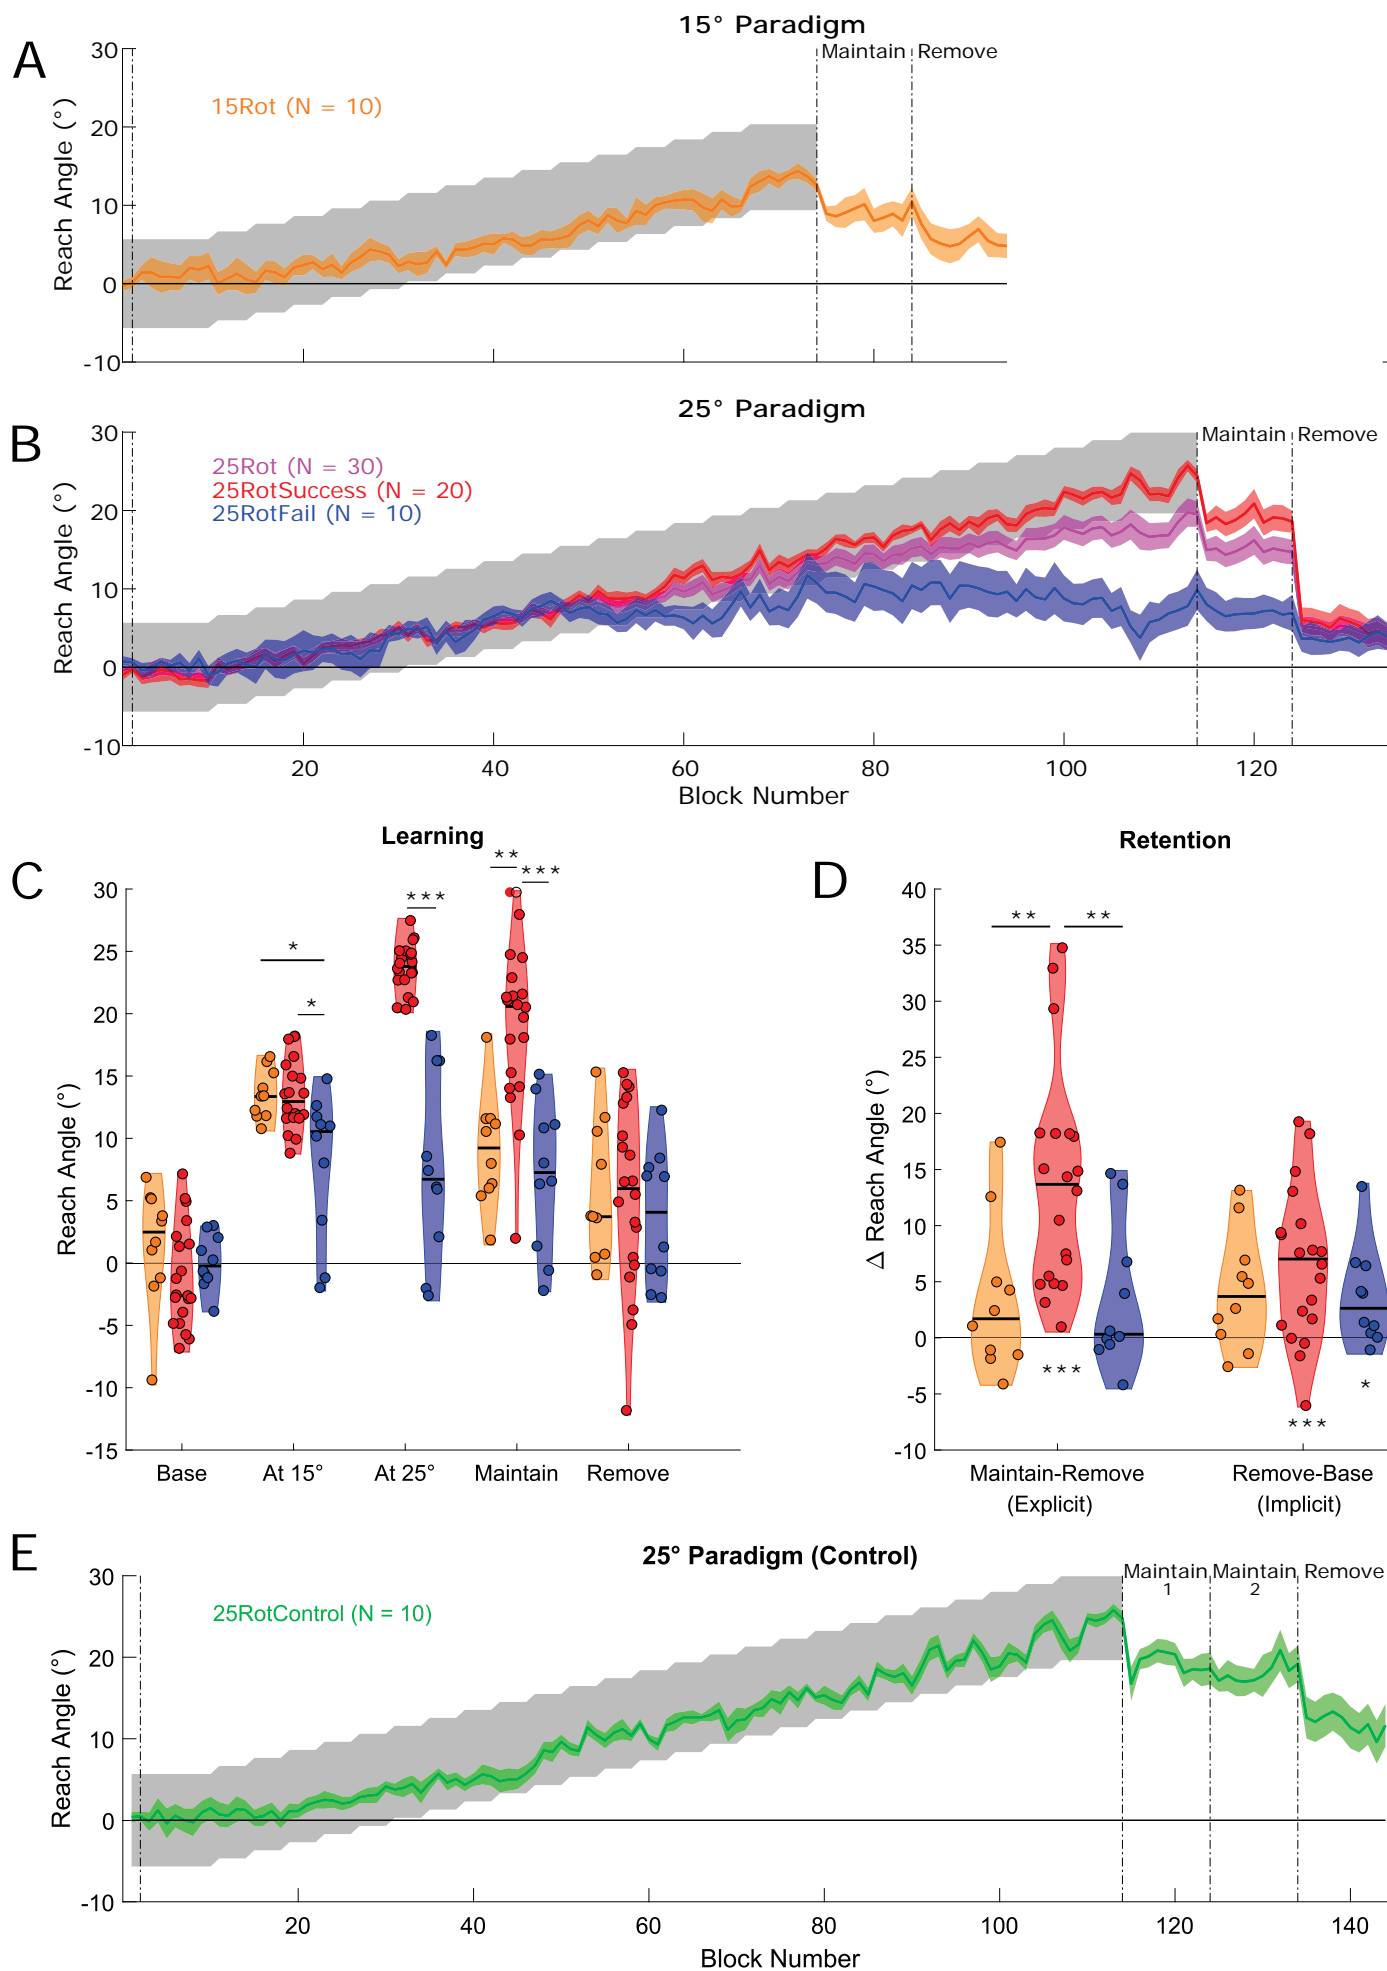 15° Paradigm
A
30
20
10
0
-10
Reach Angle (°)
15Rot (N = 10)
Maintain
Remove
25° Paradigm
B
30
20
10
0
-10
Reach Angle (°)
25Rot (N = 30)
25RotSuccess (N = 20)
25RotFail (N = 10)
Maintain
Remove
20 40 60 80 100 120
Block Number
Learning
C
30
25
20
15
10
5
0
-5
-10
-15
Reach Angle (°)
*
*
***
**
***
Base At 15° At 25° Maintain Remove
Retention
D
40
35
30
25
20
15
10
5
0
-5
-10
Δ Reach Angle (°)
** **
***
***
*
Maintain-Remove
(Explicit)
Remove-Base
(Implicit)
E
25° Paradigm (Control)
30
20
10
0
-10
Reach Angle (°)
25RotControl (N = 10)
Maintain
1
Maintain
2
Remove
20 40 60 80 100 120 140
Block Number